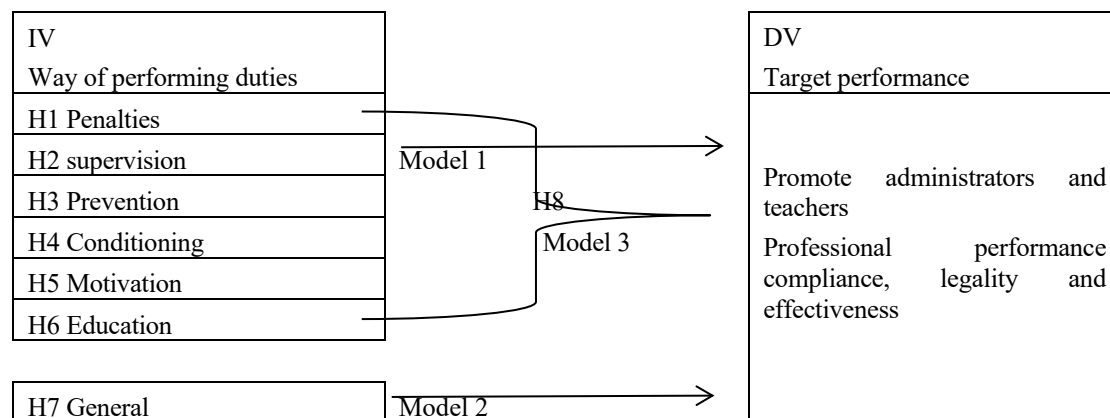 IV
Way of performing duties
H1 Penalties
H2 supervision
H3 Prevention
H4 Conditioning
H5 Motivation
H6 Education
H7 General
Model 1
H8
Model 3
Model 2
DV
Target performance
Promote administrators and
teachers
Professional performance
compliance, legality and
effectiveness